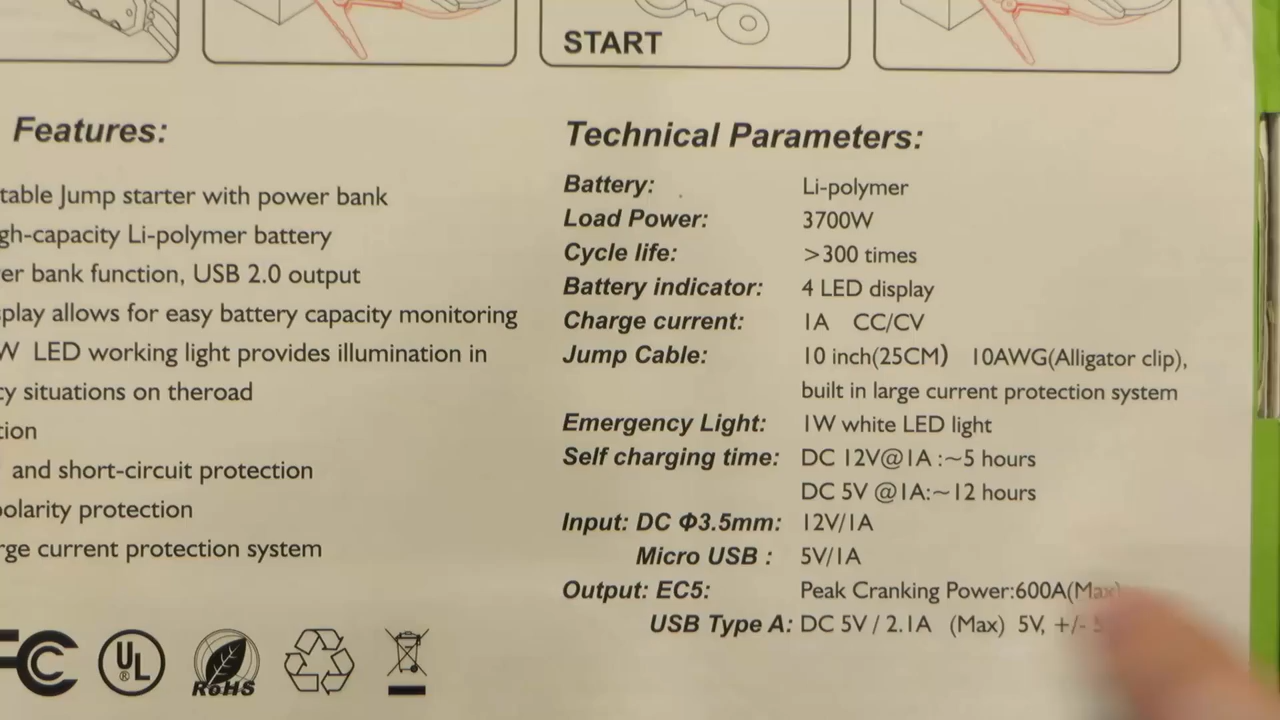 START
Features:
table Jump starter with power bank
gh-capacity Li-polymer battery
er bank function, USB 2.0 output
splay allows for easy battery capacity monitoring
W LED working light provides illumination in
cy situations on theroad
tion
and short-circuit protection
polarity protection
rge current protection system
FC
UL
®
RoHS
Technical Parameters:
Battery: Li-polymer
Load Power: 3700W
Cycle life: >300 times
Battery indicator: 4 LED display
Charge current: 1A CC/CV
Jump Cable: 10 inch(25CM) 10AWG(Alligator clip),
built in large current protection system
Emergency Light: 1W white LED light
Self charging time: DC 12V@1A :~5 hours
DC 5V @1A:~12 hours
Input: DC Φ3.5mm: 12V/1A
Micro USB : 5V/1A
Output: EC5: Peak Cranking Power:600A(Max)
USB Type A: DC 5V / 2.1A (Max) 5V, +/-